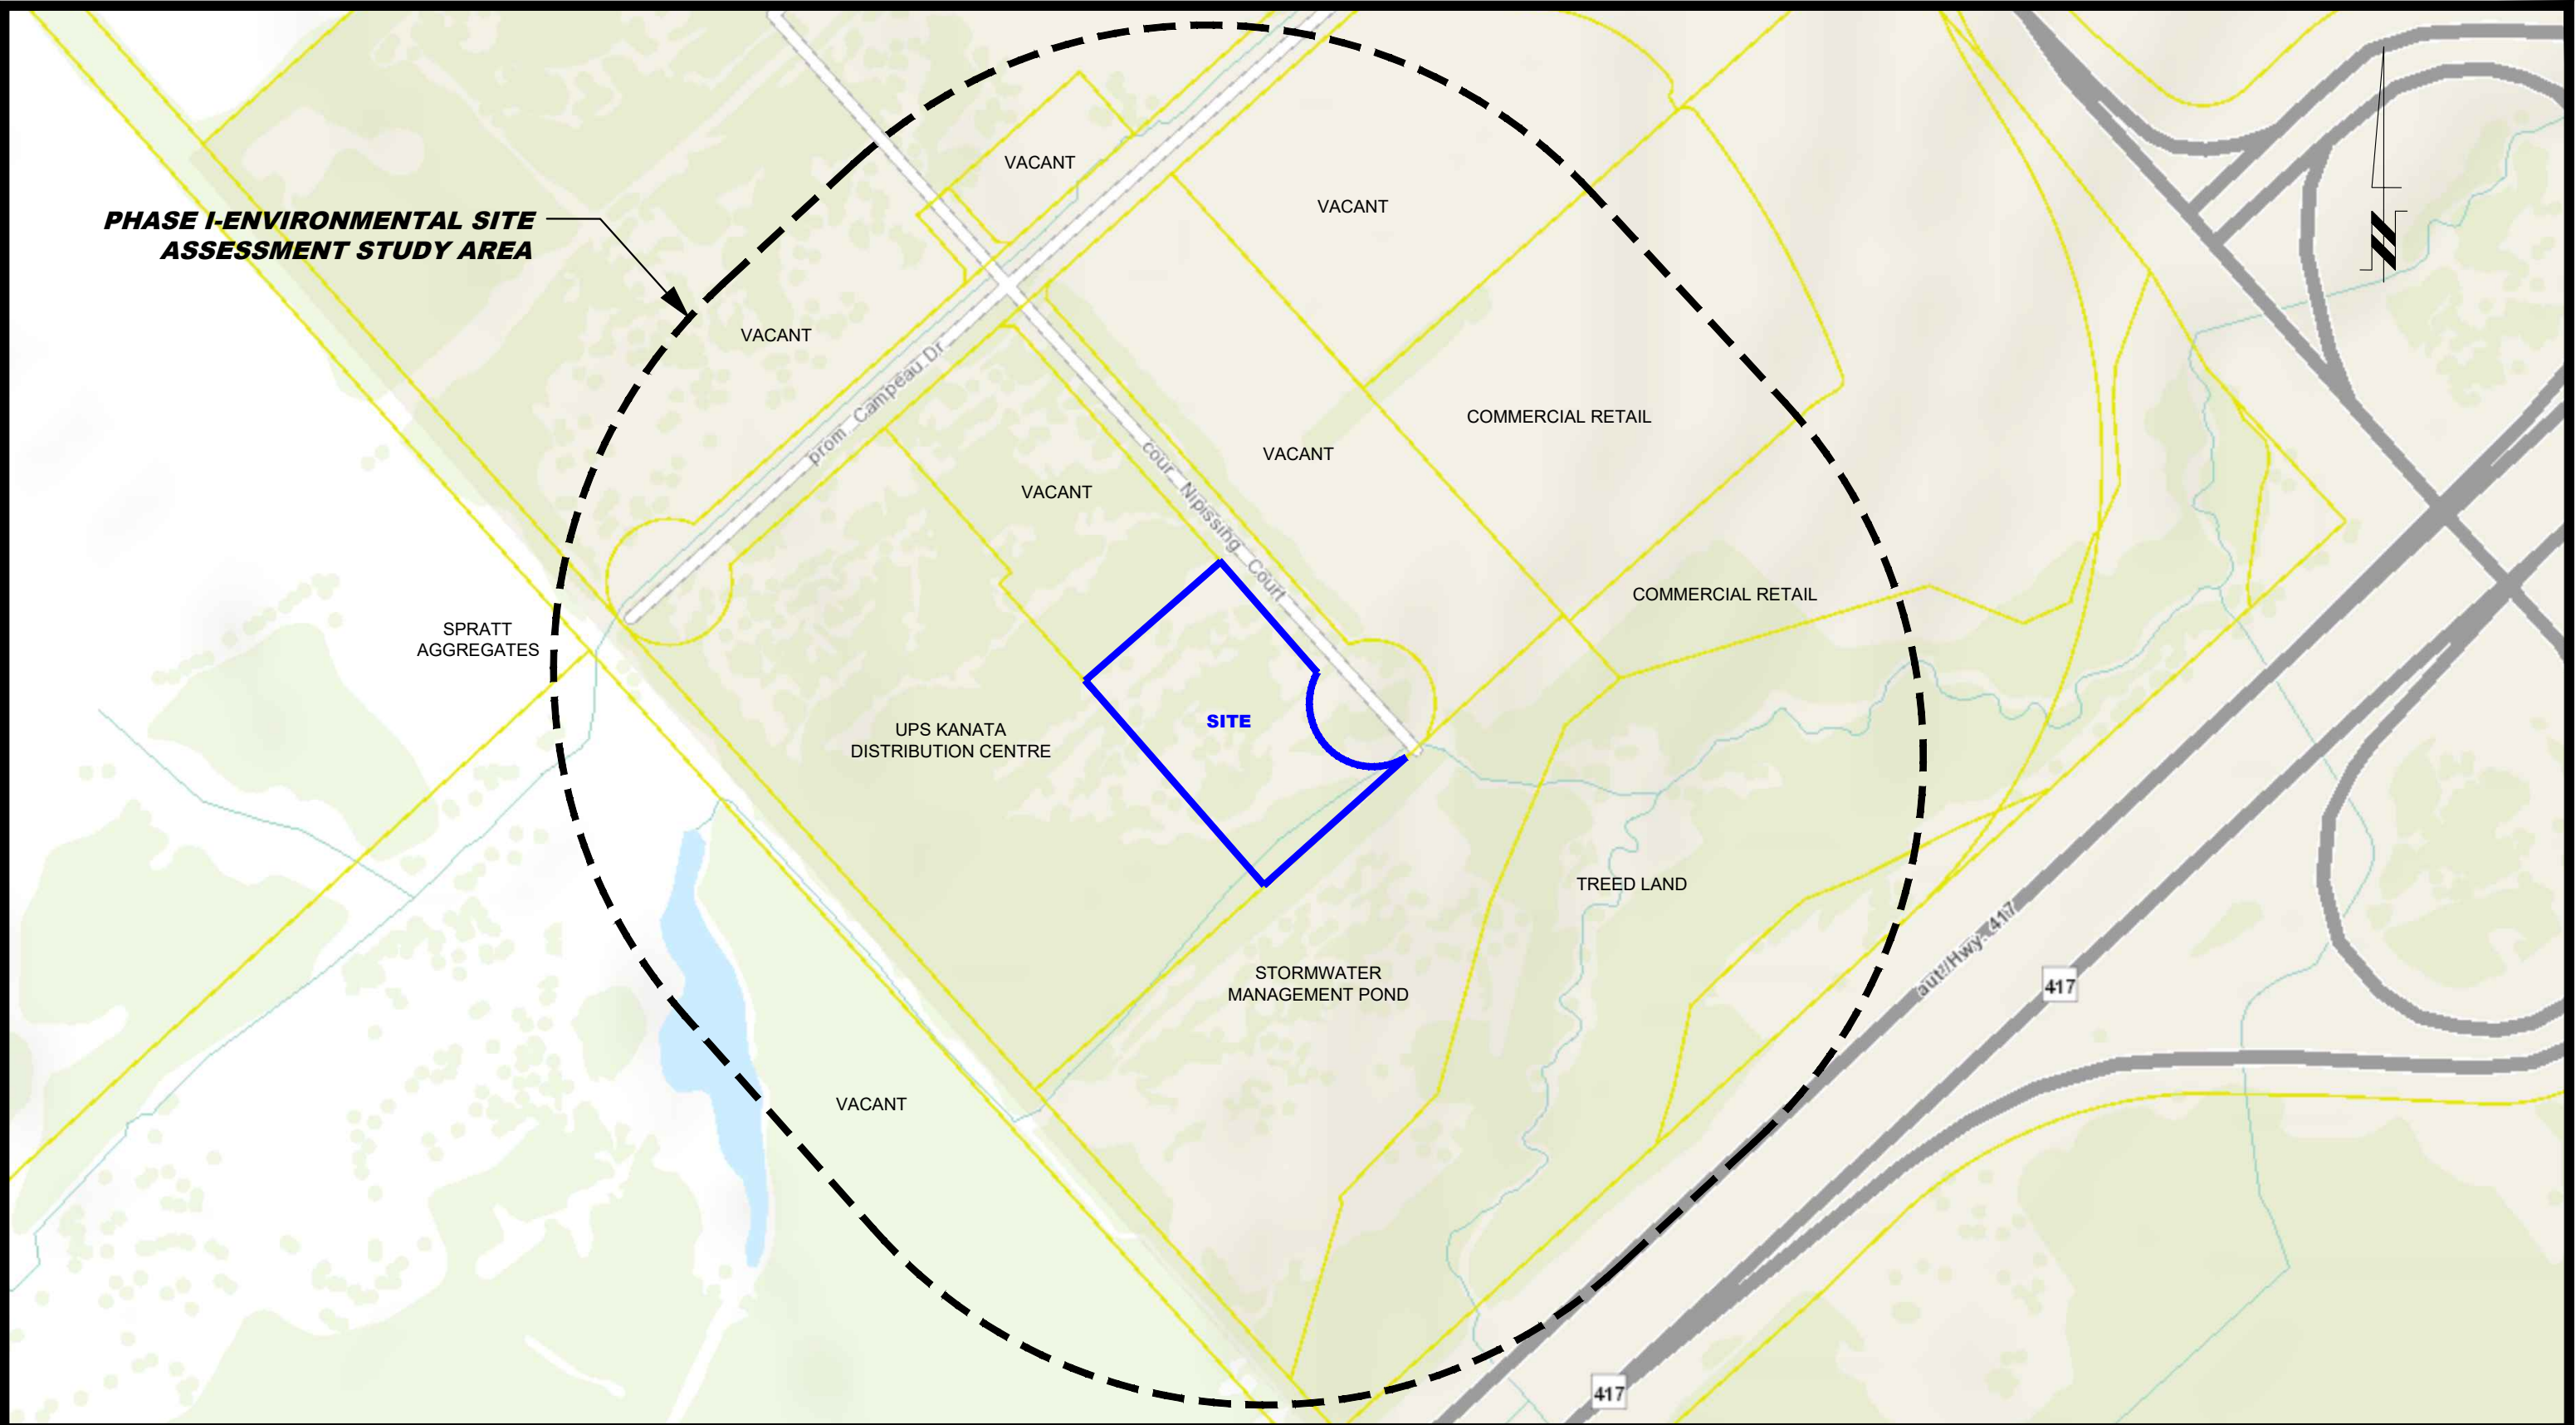 VACANT
VACANT
PHASE I-ENVIRONMENTAL SITE
ASSESSMENT STUDY AREA
VACANT
prom Campeau Dr
COMMERCIAL RETAIL
VACANT
VACANT
cour Nipissing Court
COMMERCIAL RETAIL
SPRATT
AGGREGATES
SITE
UPS KANATA
DISTRIBUTION CENTRE
TREED LAND
aut/Hwy. 417
STORMWATER
MANAGEMENT POND
417
VACANT
417